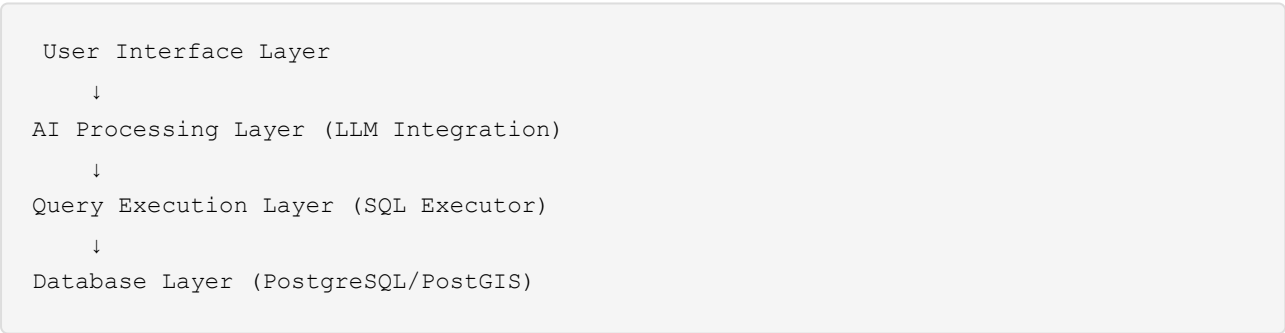 User Interface Layer
↓
AI Processing Layer (LLM Integration)
↓
Query Execution Layer (SQL Executor)
↓
Database Layer (PostgreSQL/PostGIS)